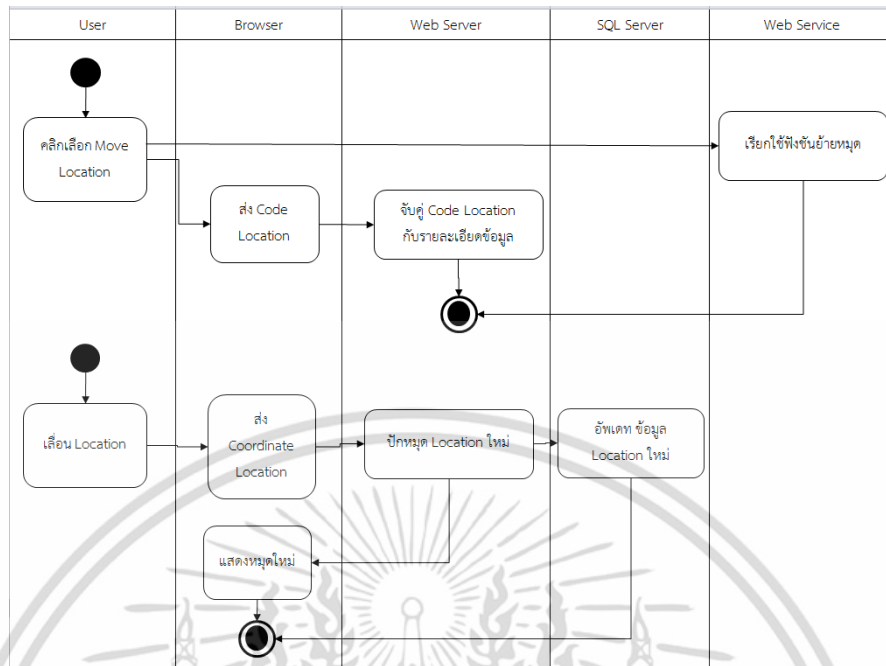 User
Browser
Web Server
SQL Server
Web Service
คลิกเลือก Move
Location
เรียกใช้ฟังชันย้ายหมุด
ส่ง Code
Location
จับคู่ Code Location
กับรายละเอียดข้อมูล
เลื่อน Location
ส่ง
Coordinate
Location
ปักหมุด Location ใหม่
อัพเดท ข้อมูล
Location ใหม่
แสดงหมุดใหม่